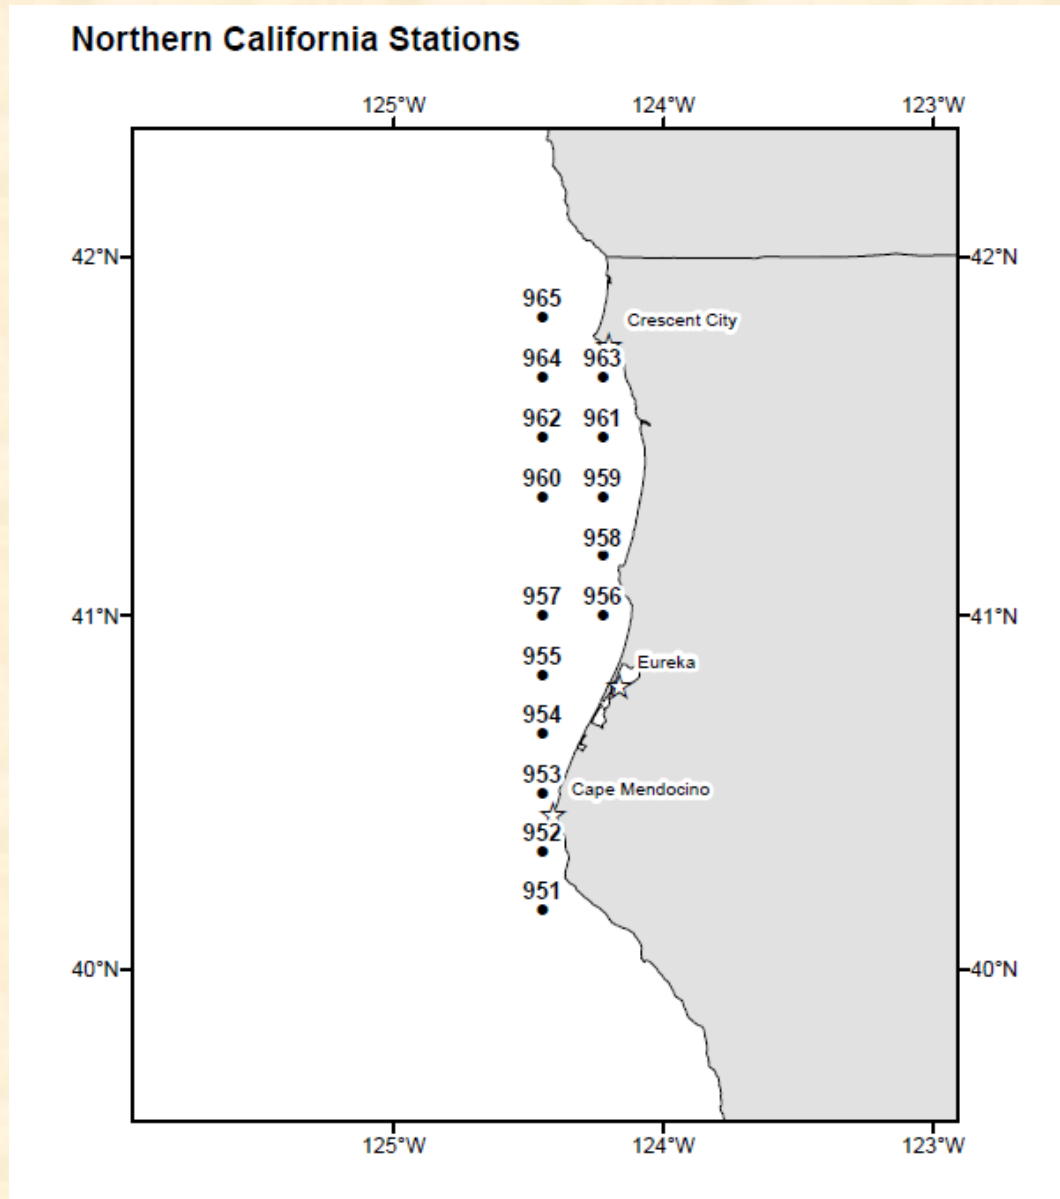 Northern California Stations
125°W 124°W 123°W
42°N 42°N
965
Crescent City
964 963
962 961
960 959
958
957 956
41°N 41°N
955 Eureka
954
953 Cape Mendocino
952
951
40°N 40°N
125°W 124°W 123°W